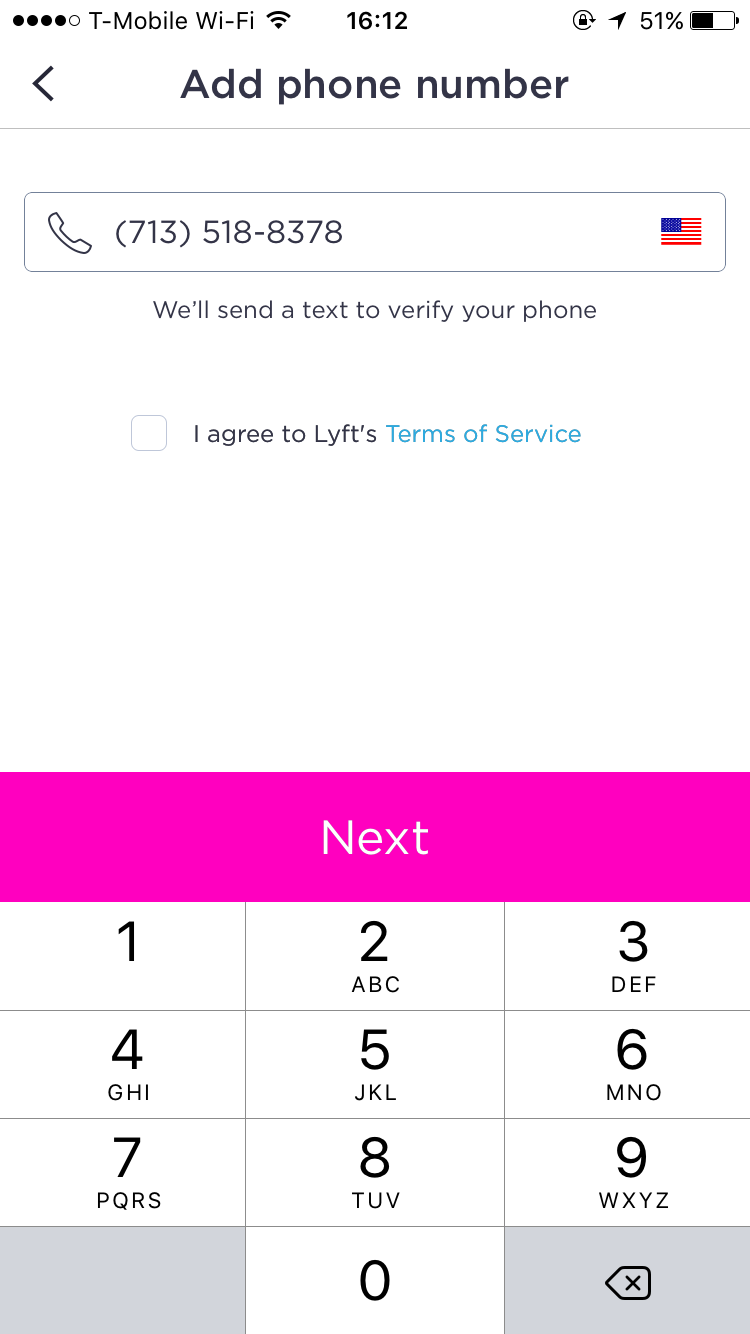 T-Mobile Wi-Fi 16:12 51%
Add phone number
(713) 518-8378
We’ll send a text to verify your phone
I agree to Lyft's Terms of Service
Next
1 2 3
ABC DEF
4 5 6
GHI JKL MNO
7 8 9
PQRS TUV WXYZ
0